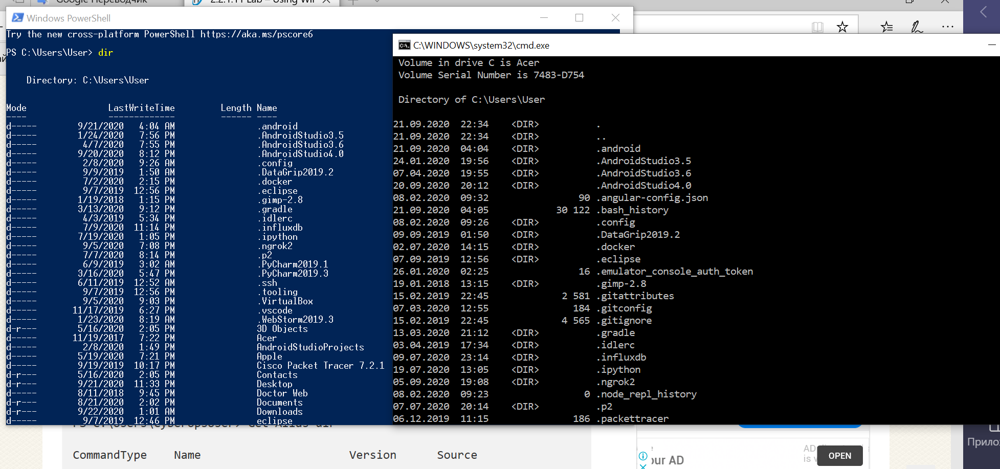 Google Переводчик
2.2.1.11 Lab – Using Wi
Windows PowerShell
Try the new cross-platform PowerShell https://aka.ms/pscore6
PS C:\Users\User> dir
Directory: C:\Users\User
Mode LastWriteTime Length Name
---- ------------- ------ ----
d----- 9/21/2020 4:04 AM .android
d----- 1/24/2020 7:56 PM .AndroidStudio3.5
d----- 4/7/2020 7:55 PM .AndroidStudio3.6
d----- 9/20/2020 8:12 PM .AndroidStudio4.0
d----- 2/8/2020 9:26 AM .config
d----- 9/9/2019 1:50 AM .DataGrip2019.2
d----- 7/2/2020 2:15 PM .docker
d----- 9/7/2019 12:56 PM .eclipse
d----- 1/19/2018 1:15 PM .gimp-2.8
d----- 3/13/2020 9:12 PM .gradle
d----- 4/3/2019 5:34 PM .idlerc
d----- 7/9/2020 11:14 PM .influxdb
d----- 7/19/2020 1:05 PM .ipython
d----- 9/5/2020 7:08 PM .ngrok2
d----- 7/7/2020 8:14 PM .p2
d----- 6/9/2019 3:02 AM .PyCharm2019.1
d----- 3/16/2020 5:47 PM .PyCharm2019.3
d----- 6/11/2019 12:52 AM .ssh
d----- 9/7/2019 12:56 PM .tooling
d----- 9/5/2020 9:03 PM .VirtualBox
d----- 11/17/2019 6:27 PM .vscode
d----- 1/23/2020 8:19 AM .WebStorm2019.3
d-r--- 5/16/2020 2:05 PM 3D Objects
d----- 11/19/2017 7:22 PM Acer
d----- 2/8/2020 1:49 PM AndroidStudioProjects
d----- 5/19/2020 7:21 PM Apple
d----- 9/19/2019 10:17 PM Cisco Packet Tracer 7.2.1
d-r--- 5/16/2020 2:05 PM Contacts
d-r--- 9/21/2020 11:33 PM Desktop
d----- 8/11/2018 9:45 PM Doctor Web
d-r--- 8/21/2020 2:02 PM Documents
d-r--- 9/22/2020 1:01 AM Downloads
d----- 9/7/2019 12:46 PM eclipse
C:\WINDOWS\system32\cmd.exe
Volume in drive C is Acer
Volume Serial Number is 7483-D754
Directory of C:\Users\User
21.09.2020 22:34 <DIR> .
21.09.2020 22:34 <DIR> ..
21.09.2020 04:04 <DIR> .android
24.01.2020 19:56 <DIR> .AndroidStudio3.5
07.04.2020 19:55 <DIR> .AndroidStudio3.6
20.09.2020 20:12 <DIR> .AndroidStudio4.0
08.02.2020 09:32 90 .angular-config.json
21.09.2020 04:05 30 122 .bash_history
08.02.2020 09:26 <DIR> .config
09.09.2019 01:50 <DIR> .DataGrip2019.2
02.07.2020 14:15 <DIR> .docker
07.09.2019 12:56 <DIR> .eclipse
26.01.2020 02:25 16 .emulator_console_auth_token
19.01.2018 13:15 <DIR> .gimp-2.8
15.02.2019 22:45 2 581 .gitattributes
07.03.2020 12:55 184 .gitconfig
15.02.2019 22:45 4 565 .gitignore
13.03.2020 21:12 <DIR> .gradle
03.04.2019 17:34 <DIR> .idlerc
09.07.2020 23:14 <DIR> .influxdb
19.07.2020 13:05 <DIR> .ipython
05.09.2020 19:08 <DIR> .ngrok2
08.02.2020 09:23 0 .node_repl_history
07.07.2020 20:14 <DIR> .p2
06.12.2019 11:15 186 .packettracer
PS C:\Users\CyberOpsUser> Get-Alias dir
CommandType Name Version Source
our AD
AD
is v
OPEN
Прило